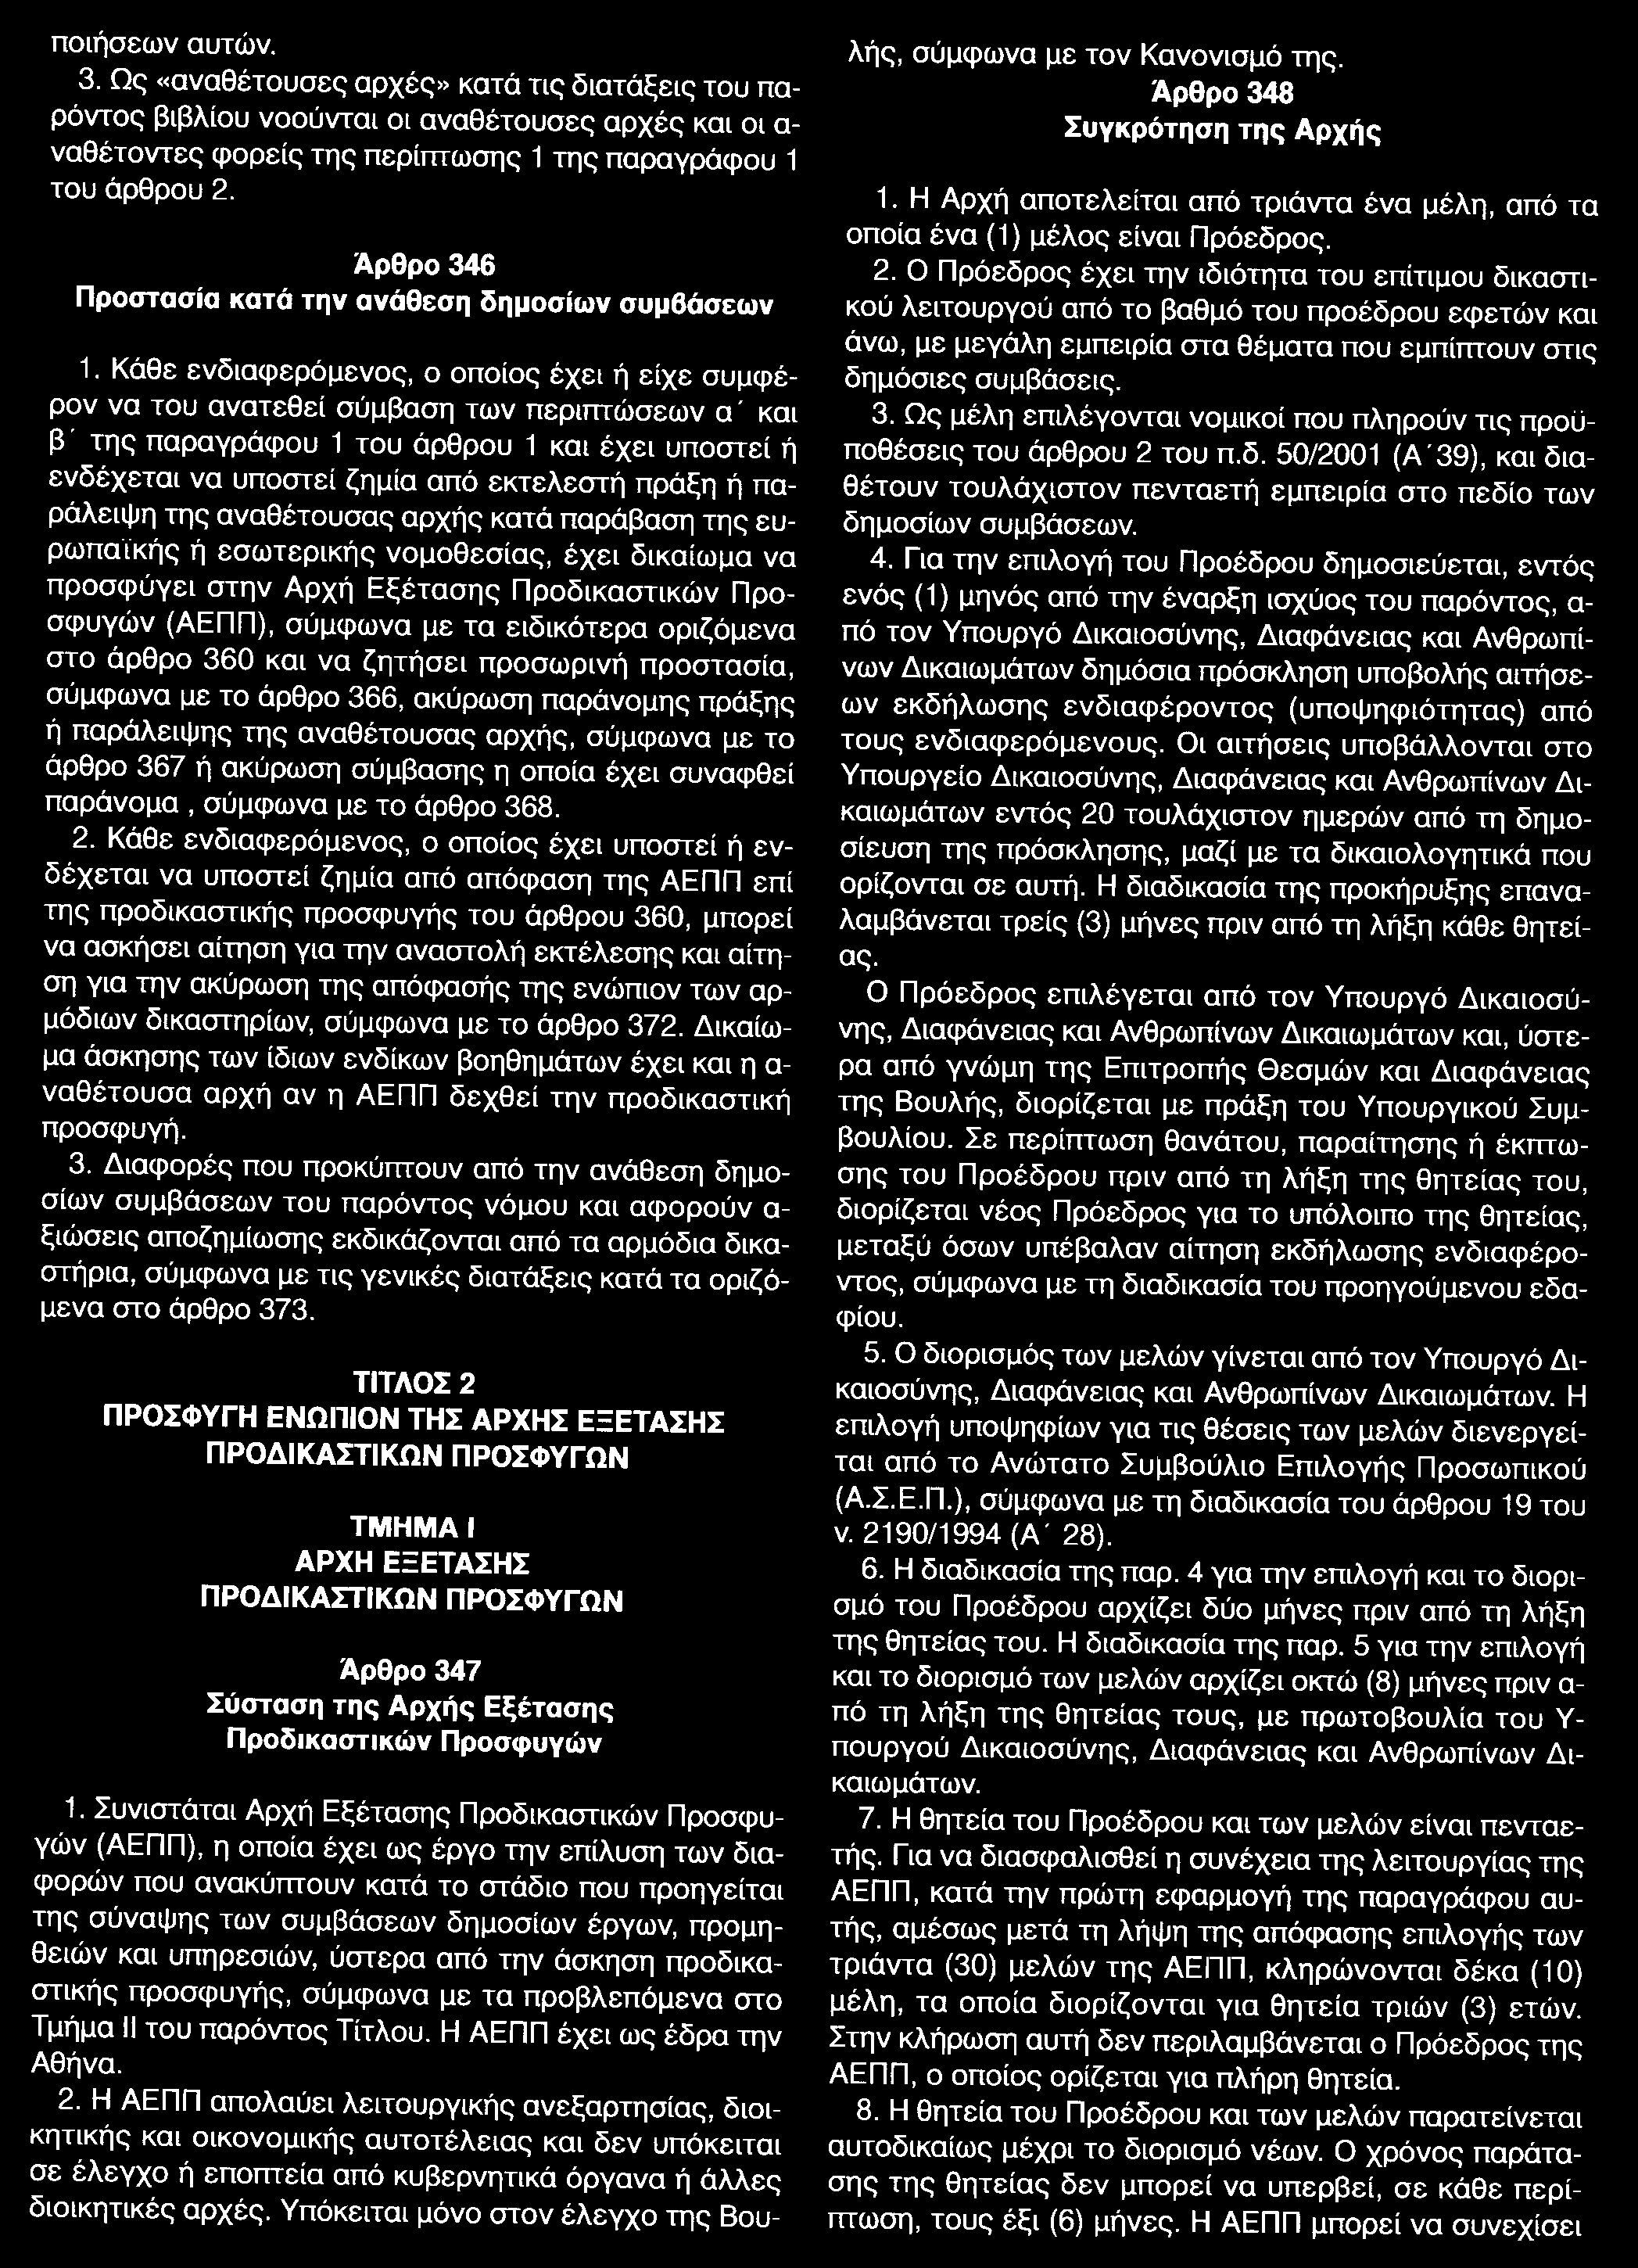 ποιήσεων αυτών.
3. Ως «αναθέτουσες αρχές» κατά τις διατάξεις του πα-
ρόντος βιβλίου νοούνται οι αναθέτουσες αρχές και οι α-
ναθέτοντες φορείς της περίπτωσης 1 της παραγράφου 1
του άρθρου 2.
Άρθρο 346
Προστασία κατά την ανάθεση δημοσίων συμβάσεων
1. Κάθε ενδιαφερόμενος, ο οποίος έχει ή είχε συμφέ-
ρον να του ανατεθεί σύμβαση των περιπτώσεων α΄ και
β΄ της παραγράφου 1 του άρθρου 1 και έχει υποστεί ή
ενδέχεται να υποστεί ζημία από εκτελεστή πράξη ή πα-
ράλειψη της αναθέτουσας αρχής κατά παράβαση της ευ-
ρωπαϊκής ή εσωτερικής νομοθεσίας, έχει δικαίωμα να
προσφύγει στην Αρχή Εξέτασης Προδικαστικών Προ-
σφυγών (ΑΕΠΠ), σύμφωνα με τα ειδικότερα οριζόμενα
στο άρθρο 360 και να ζητήσει προσωρινή προστασία,
σύμφωνα με το άρθρο 366, ακύρωση παράνομης πράξης
ή παράλειψης της αναθέτουσας αρχής, σύμφωνα με το
άρθρο 367 ή ακύρωση σύμβασης η οποία έχει συναφθεί
παράνομα , σύμφωνα με το άρθρο 368.
2. Κάθε ενδιαφερόμενος, ο οποίος έχει υποστεί ή εν-
δέχεται να υποστεί ζημία από απόφαση της ΑΕΠΠ επί
της προδικαστικής προσφυγής του άρθρου 360, μπορεί
να ασκήσει αίτηση για την αναστολή εκτέλεσης και αίτη-
ση για την ακύρωση της απόφασής της ενώπιον των αρ-
μόδιων δικαστηρίων, σύμφωνα με το άρθρο 372. Δικαίω-
μα άσκησης των ίδιων ενδίκων βοηθημάτων έχει και η α-
ναθέτουσα αρχή αν η ΑΕΠΠ δεχθεί την προδικαστική
προσφυγή.
3. Διαφορές που προκύπτουν από την ανάθεση δημο-
σίων συμβάσεων του παρόντος νόμου και αφορούν α-
ξιώσεις αποζημίωσης εκδικάζονται από τα αρμόδια δικα-
στήρια, σύμφωνα με τις γενικές διατάξεις κατά τα οριζό-
μενα στο άρθρο 373.
ΤΙΤΛΟΣ 2
ΠΡΟΣΦΥΓΗ ΕΝΩΠΙΟΝ ΤΗΣ ΑΡΧΗΣ ΕΞΕΤΑΣΗΣ
ΠΡΟΔΙΚΑΣΤΙΚΩΝ ΠΡΟΣΦΥΓΩΝ
ΤΜΗΜΑ Ι
ΑΡΧΗ ΕΞΕΤΑΣΗΣ
ΠΡΟΔΙΚΑΣΤΙΚΩΝ ΠΡΟΣΦΥΓΩΝ
Άρθρο 347
Σύσταση της Αρχής Εξέτασης
Προδικαστικών Προσφυγών
1. Συνιστάται Αρχή Εξέτασης Προδικαστικών Προσφυ-
γών (ΑΕΠΠ), η οποία έχει ως έργο την επίλυση των δια-
φορών που ανακύπτουν κατά το στάδιο που προηγείται
της σύναψης των συμβάσεων δημοσίων έργων, προμη-
θειών και υπηρεσιών, ύστερα από την άσκηση προδικα-
στικής προσφυγής, σύμφωνα με τα προβλεπόμενα στο
Τμήμα ΙΙ του παρόντος Τίτλου. Η ΑΕΠΠ έχει ως έδρα την
Αθήνα.
2. Η ΑΕΠΠ απολαύει λειτουργικής ανεξαρτησίας, διοι-
κητικής και οικονομικής αυτοτέλειας και δεν υπόκειται
σε έλεγχο ή εποπτεία από κυβερνητικά όργανα ή άλλες
διοικητικές αρχές. Υπόκειται μόνο στον έλεγχο της Βου-
λής, σύμφωνα με τον Κανονισμό της.
Άρθρο 348
Συγκρότηση της Αρχής
1. Η Αρχή αποτελείται από τριάντα ένα μέλη, από τα
οποία ένα (1) μέλος είναι Πρόεδρος.
2. Ο Πρόεδρος έχει την ιδιότητα του επίτιμου δικαστι-
κού λειτουργού από το βαθμό του προέδρου εφετών και
άνω, με μεγάλη εμπειρία στα θέματα που εμπίπτουν στις
δημόσιες συμβάσεις.
3. Ως μέλη επιλέγονται νομικοί που πληρούν τις προϋ-
ποθέσεις του άρθρου 2 του π.δ. 50/2001 (Α΄39), και δια-
θέτουν τουλάχιστον πενταετή εμπειρία στο πεδίο των
δημοσίων συμβάσεων.
4. Για την επιλογή του Προέδρου δημοσιεύεται, εντός
ενός (1) μηνός από την έναρξη ισχύος του παρόντος, α-
πό τον Υπουργό Δικαιοσύνης, Διαφάνειας και Ανθρωπί-
νων Δικαιωμάτων δημόσια πρόσκληση υποβολής αιτήσε-
ων εκδήλωσης ενδιαφέροντος (υποψηφιότητας) από
τους ενδιαφερόμενους. Οι αιτήσεις υποβάλλονται στο
Υπουργείο Δικαιοσύνης, Διαφάνειας και Ανθρωπίνων Δι-
καιωμάτων εντός 20 τουλάχιστον ημερών από τη δημο-
σίευση της πρόσκλησης, μαζί με τα δικαιολογητικά που
ορίζονται σε αυτή. Η διαδικασία της προκήρυξης επανα-
λαμβάνεται τρείς (3) μήνες πριν από τη λήξη κάθε θητεί-
ας.
Ο Πρόεδρος επιλέγεται από τον Υπουργό Δικαιοσύ-
νης, Διαφάνειας και Ανθρωπίνων Δικαιωμάτων και, ύστε-
ρα από γνώμη της Επιτροπής Θεσμών και Διαφάνειας
της Βουλής, διορίζεται με πράξη του Υπουργικού Συμ-
βουλίου. Σε περίπτωση θανάτου, παραίτησης ή έκπτω-
σης του Προέδρου πριν από τη λήξη της θητείας του,
διορίζεται νέος Πρόεδρος για το υπόλοιπο της θητείας,
μεταξύ όσων υπέβαλαν αίτηση εκδήλωσης ενδιαφέρο-
ντος, σύμφωνα με τη διαδικασία του προηγούμενου εδα-
φίου.
5. Ο διορισμός των μελών γίνεται από τον Υπουργό Δι-
καιοσύνης, Διαφάνειας και Ανθρωπίνων Δικαιωμάτων. Η
επιλογή υποψηφίων για τις θέσεις των μελών διενεργεί-
ται από το Ανώτατο Συμβούλιο Επιλογής Προσωπικού
(Α.Σ.Ε.Π.), σύμφωνα με τη διαδικασία του άρθρου 19 του
ν. 2190/1994 (Α΄ 28).
6. Η διαδικασία της παρ. 4 για την επιλογή και το διορι-
σμό του Προέδρου αρχίζει δύο μήνες πριν από τη λήξη
της θητείας του. Η διαδικασία της παρ. 5 για την επιλογή
και το διορισμό των μελών αρχίζει οκτώ (8) μήνες πριν α-
πό τη λήξη της θητείας τους, με πρωτοβουλία του Υ-
πουργού Δικαιοσύνης, Διαφάνειας και Ανθρωπίνων Δι-
καιωμάτων.
7. Η θητεία του Προέδρου και των μελών είναι πενταε-
τής. Για να διασφαλισθεί η συνέχεια της λειτουργίας της
ΑΕΠΠ, κατά την πρώτη εφαρμογή της παραγράφου αυ-
τής, αμέσως μετά τη λήψη της απόφασης επιλογής των
τριάντα (30) μελών της ΑΕΠΠ, κληρώνονται δέκα (10)
μέλη, τα οποία διορίζονται για θητεία τριών (3) ετών.
Στην κλήρωση αυτή δεν περιλαμβάνεται ο Πρόεδρος της
ΑΕΠΠ, ο οποίος ορίζεται για πλήρη θητεία.
8. Η θητεία του Προέδρου και των μελών παρατείνεται
αυτοδικαίως μέχρι το διορισμό νέων. Ο χρόνος παράτα-
σης της θητείας δεν μπορεί να υπερβεί, σε κάθε περί-
πτωση, τους έξι (6) μήνες. Η ΑΕΠΠ μπορεί να συνεχίσει